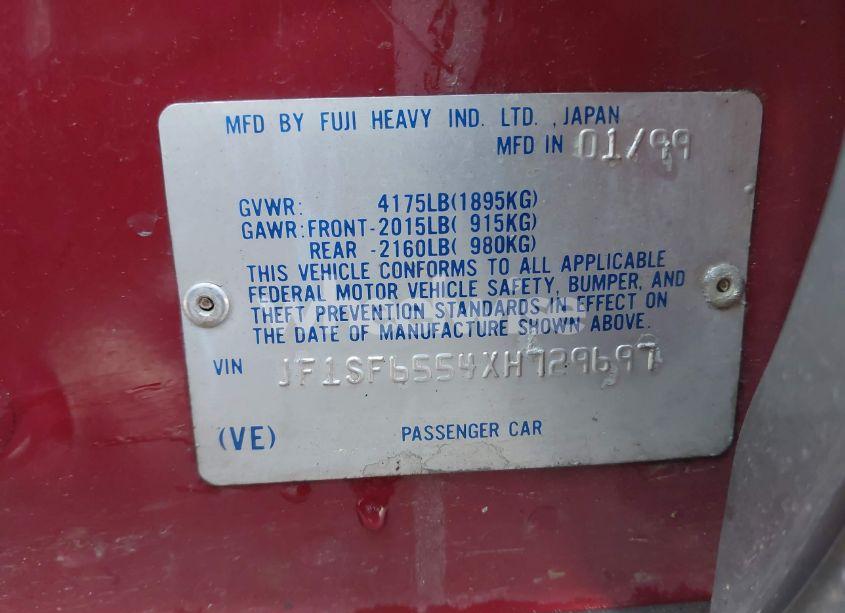 MFD BY FUJI HEAVY IND. LTD. ,JAPAN
MFD IN 01/99
GVWR: 4175LB(1895KG)
GAWR:FRONT-2015LB( 915KG)
REAR -2160LB( 980KG)
THIS VEHICLE CONFORMS TO ALL APPLICABLE
FEDERAL MOTOR VEHICLE SAFETY, BUMPER, AND
THEFT PREVENTION STANDARDS IN EFFECT ON
THE DATE OF MANUFACTURE SHOWN ABOVE.
VIN JF1SF6554XH729697
(VE) PASSENGER CAR